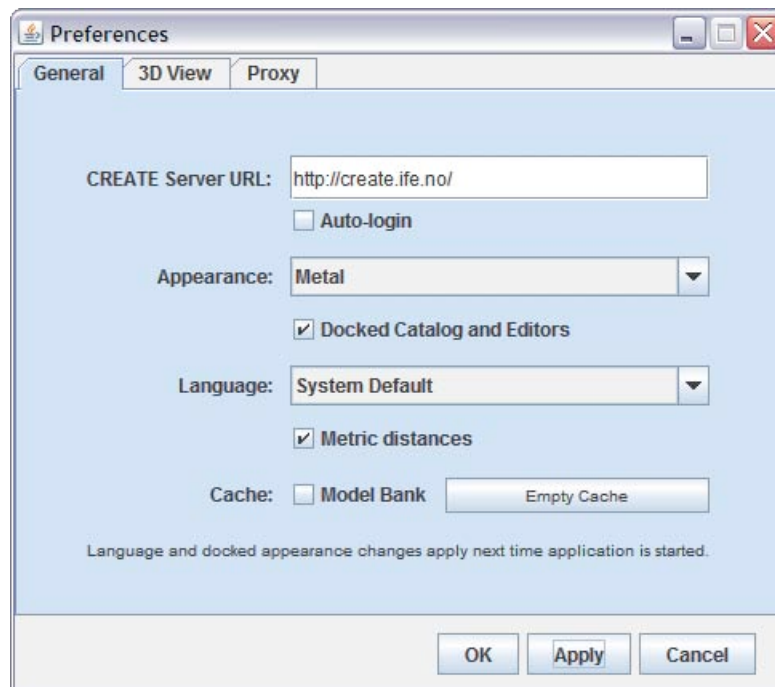 Preferences
General 3D View Proxy
CREATE Server URL: http://create.ife.no/
Auto-login
Appearance: Metal
Docked Catalog and Editors
Language: System Default
Metric distances
Cache: Model Bank Empty Cache
Language and docked appearance changes apply next time application is started.
OK Apply Cancel